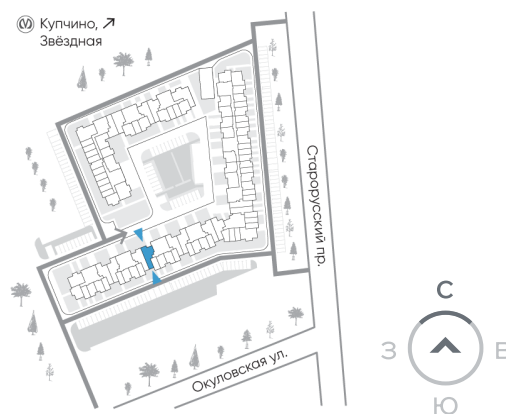 Купчино, ↗
Звёздная
Старорусский пр.
Окуловская ул.
С
З
В
Ю